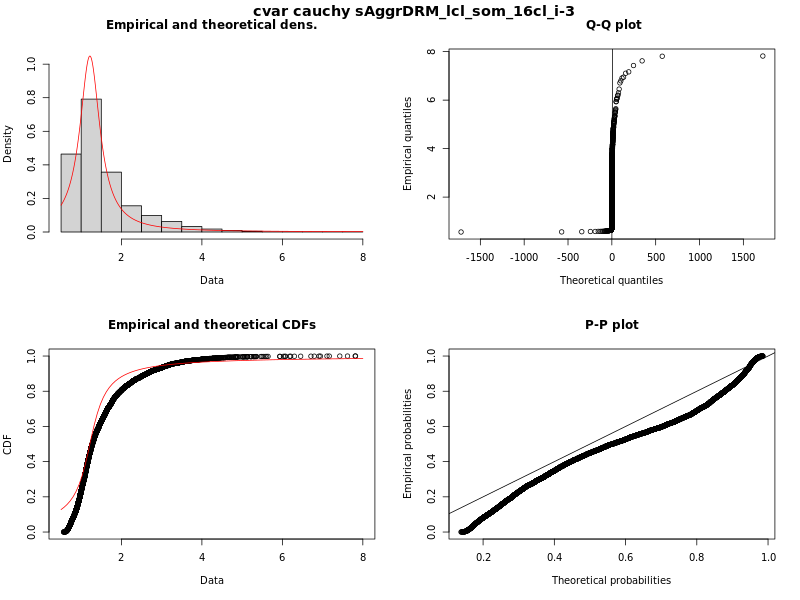 cvar cauchy sAggrDRM_lcl_som_16cl_i-3
Empirical and theoretical dens.
Density
0.0 0.2 0.4 0.6 0.8 1.0
2 4 6 8
Data
Q-Q plot
Empirical quantiles
2 4 6 8
-1500 -1000 -500 0 500 1000 1500
Theoretical quantiles
Empirical and theoretical CDFs
CDF
0.0 0.2 0.4 0.6 0.8 1.0
2 4 6 8
Data
P-P plot
Empirical probabilities
0.0 0.2 0.4 0.6 0.8 1.0
0.2 0.4 0.6 0.8 1.0
Theoretical probabilities